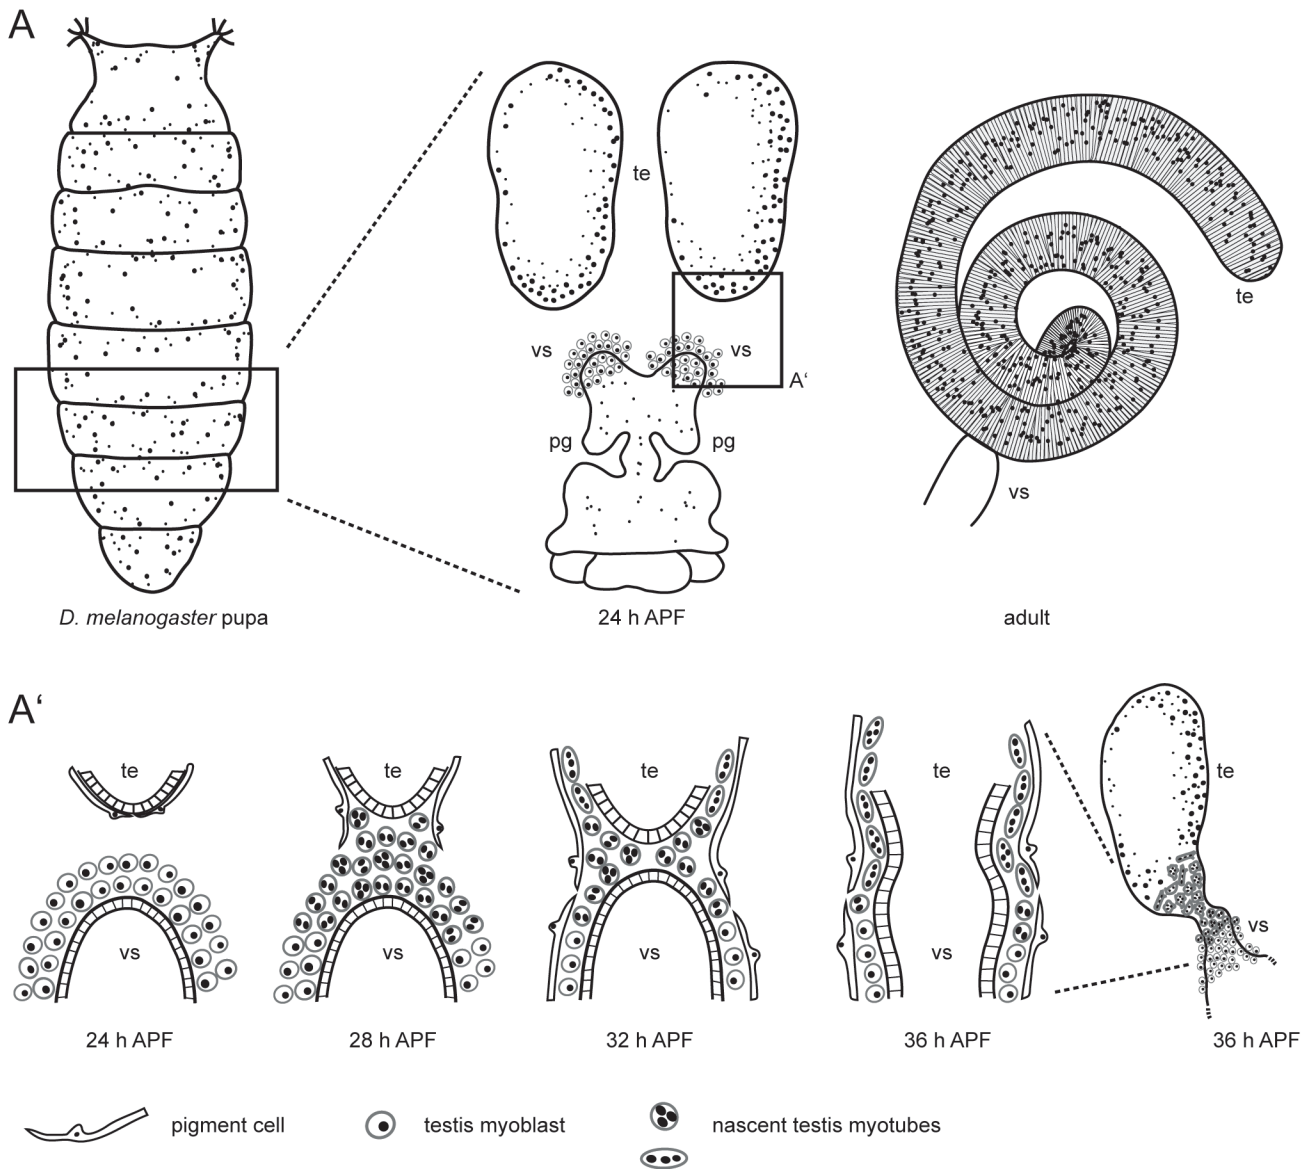 A
te
vs
vs
A‘
pg
pg
te
vs
D. melanogaster pupa
24 h APF
adult
A‘
te
te
te
te
te
vs
vs
vs
vs
vs
24 h APF
28 h APF
32 h APF
36 h APF
36 h APF
pigment cell
testis myoblast
nascent testis myotubes